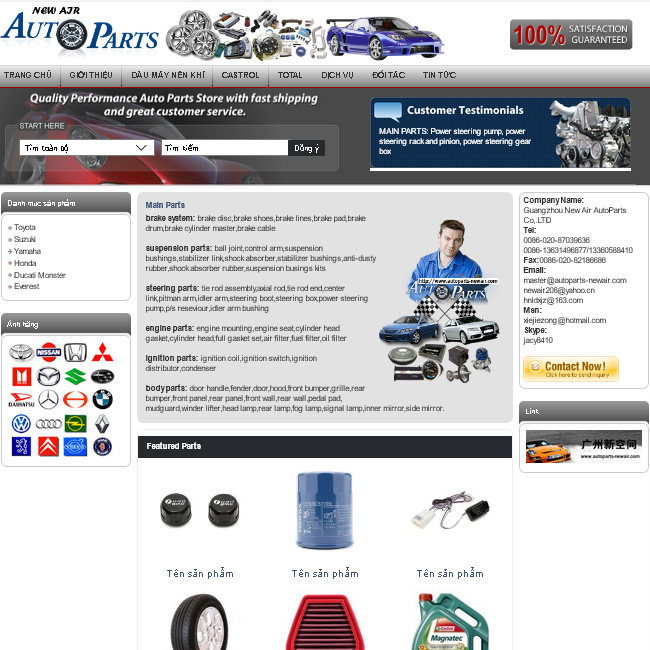 NEW AIR
AUTO PARTS
100% SATISFACTION GUARANTEED
TRANG CHỦ
GIỚI THIỆU
DẦU MÁY NÉN KHÍ
CASTROL
TOTAL
DỊCH VỤ
ĐỐI TÁC
TIN TỨC
Quality Performance Auto Parts Store with fast shipping
and great customer service.
START HERE
Tìm toàn bộ
Tìm kiếm
Đồng ý
Customer Testimonials
MAIN PARTS: Power steering pump, power
steering rack and pinion, power steering gear
box
Danh mục sản phẩm
Toyota
Suzuki
Yamaha
Honda
Ducati Monster
Everest
Ảnh hãng
NISSAN
DAIHATSU
Main Parts
brake system: brake disc,brake shoes,brake lines,brake pad,brake
drum,brake cylinder master,brake cable
suspension parts: ball joint,control arm,suspension
bushings,stabilizer link,shock absorber,stabilizer bushings,anti-dusty
rubber,shock absorber rubber,suspension busings kits
steering parts: tie rod assembly,axial rod,tie rod end,center
link,pitman arm,idler arm,steering boot,steering box,power steering
pump,p/s reseviour,idler arm bushing
engine parts: engine mounting,engine seat,cylinder head
gasket,cylinder head,full gasket set,air filter,fuel filter,oil filter
ignition parts: ignition coil,ignition switch,ignition
distributor,condenser
body parts: door handle,fender,door,hood,front bumper,grille,rear
bumper,front panel,rear panel,front wall,rear wall,pedal pad,
mudguard,winder lifter,head lamp,rear lamp,fog lamp,signal lamp,inner mirror,side mirror.
http://www.autoparts-newair.com
AUTO PARTS
Company Name:
Guangzhou New Air AutoParts
Co,.LTD
Tel:
0086-020-87039636
0086-13631496877/13360588410
Fax: 0086-020-82186686
Email:
master@autoparts-newair.com
newair208@yahoo.cn
hnldxjz@163.com
Msn:
xiejiezong@hotmail.com
Skype:
jacy6410
Contact Now!
Click here to send inquiry
Link
广州新空间
www.autoparts-newair.com
Featured Parts
Tên sản phẩm
Tên sản phẩm
Tên sản phẩm
Castrol
Magnatec